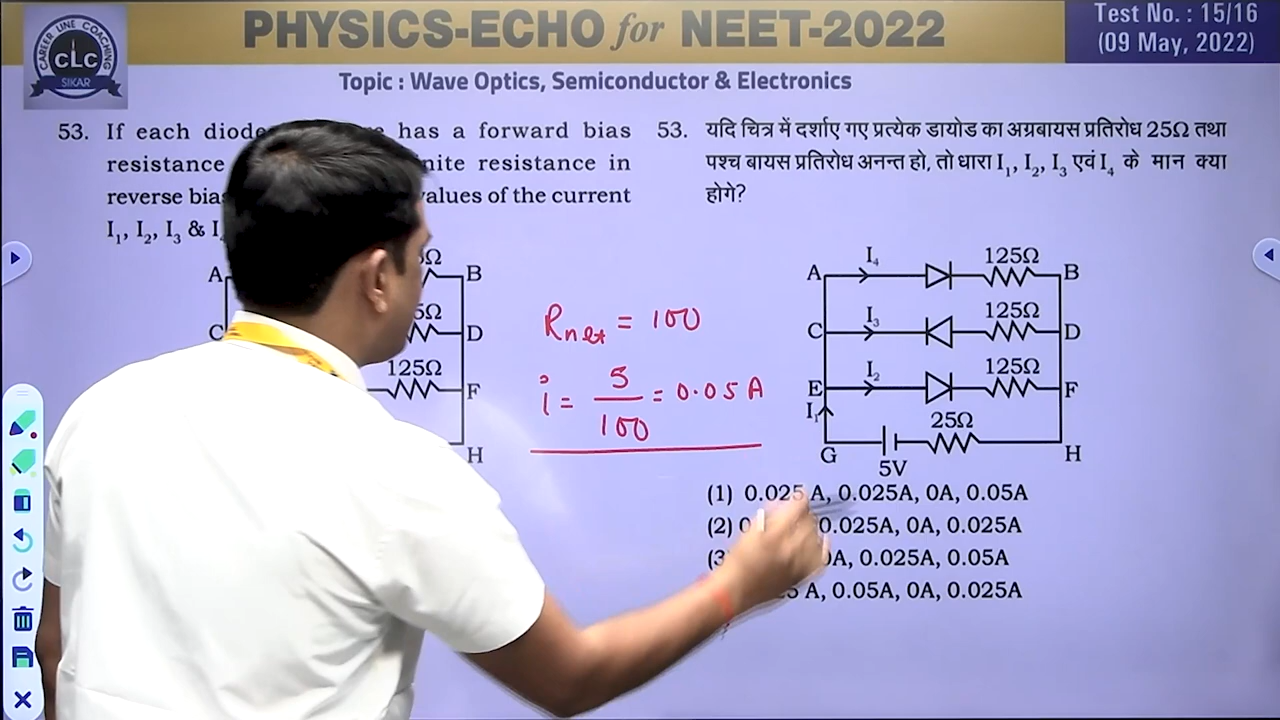 PHYSICS-ECHO for NEET-2022
Test No. : 15/16
(09 May, 2022)
CAREER LINE COACHING
CLC
SIKAR
Topic : Wave Optics, Semiconductor & Electronics
53. If each diode has a forward bias
resistance resistance in
reverse values of the current
I₁, I₂, I₃ &
A B
C D
125Ω
F
H
Rnet = 100
i = 5/100 = 0.05 A
53. यदि चित्र में दर्शाए गए प्रत्येक डायोड का अग्रबायस प्रतिरोध 25Ω तथा
पश्च बायस प्रतिरोध अनन्त हो, तो धारा I₁, I₂, I₃ एवं I₄ के मान क्या
होगे?
A I₄ 125Ω B
C I₃ 125Ω D
E I₂ 125Ω F
I₁ 25Ω
G 5V H
(1) 0.025 A, 0.025A, 0A, 0.05A
(2) 0.025A, 0A, 0.025A
0.025A, 0.05A
A, 0.05A, 0A, 0.025A